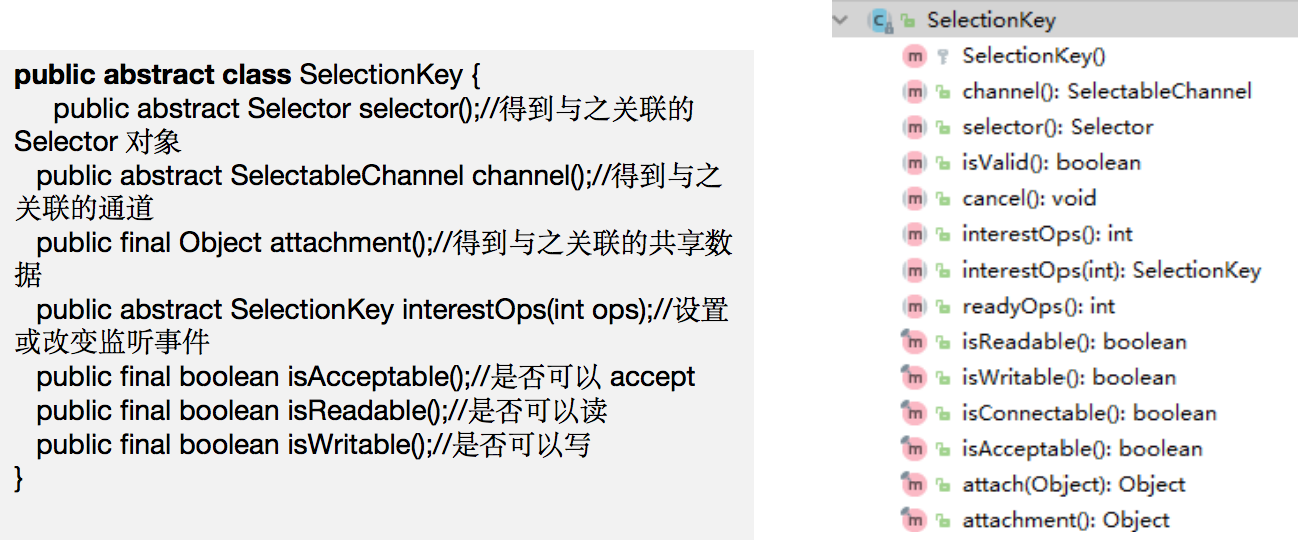 public abstract class SelectionKey {
public abstract Selector selector();//得到与之关联的
Selector 对象
public abstract SelectableChannel channel();//得到与之
关联的通道
public final Object attachment();//得到与之关联的共享数
据
public abstract SelectionKey interestOps(int ops);//设置
或改变监听事件
public final boolean isAcceptable();//是否可以 accept
public final boolean isReadable();//是否可以读
public final boolean isWritable();//是否可以写
}
SelectionKey
SelectionKey()
channel(): SelectableChannel
selector(): Selector
isValid(): boolean
cancel(): void
interestOps(): int
interestOps(int): SelectionKey
readyOps(): int
isReadable(): boolean
isWritable(): boolean
isConnectable(): boolean
isAcceptable(): boolean
attach(Object): Object
attachment(): Object